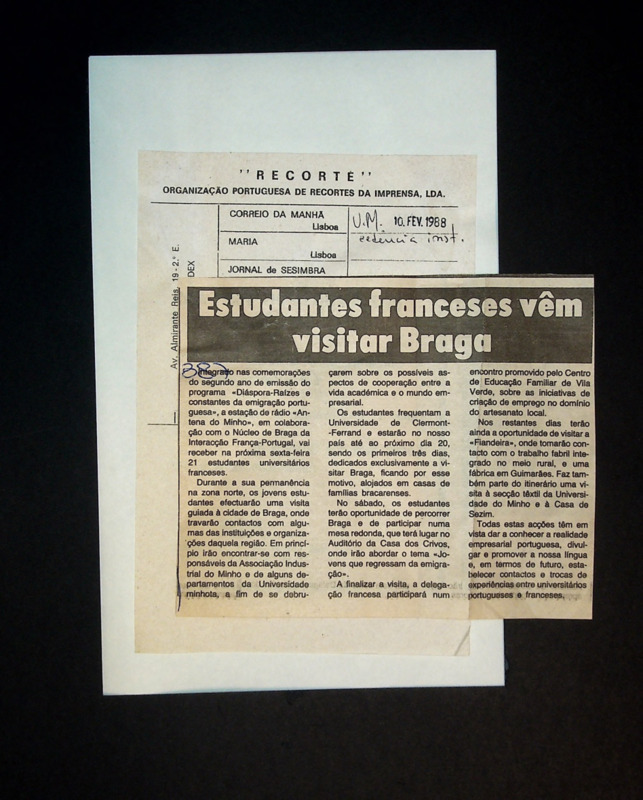 "RECORTE"
ORGANIZAÇÃO PORTUGUESA DE RECORTES DA IMPRENSA, LDA.
CORREIO DA MANHÃ
Lisboa
U.M. 10. FEV. 1988
inst.
MARIA
Lisboa
JORNAL de SESIMBRA
Av. Almirante Reis, 19 - 2.º E.
DEX
Estudantes franceses vêm
visitar Braga
Integrado nas comemorações
do segundo ano de emissão do
programa «Diáspora-Raízes e
constantes da emigração portu-
guesa», a estação de rádio «An-
tena do Minho», em colabora-
ção com o Núcleo de Braga da
Interacção França-Portugal, vai
receber na próxima sexta-feira
21 estudantes universitários
franceses.
Durante a sua permanência
na zona norte, os jovens estu-
dantes efectuarão uma visita
guiada à cidade de Braga, onde
travarão contactos com algu-
mas das instituições e organiza-
ções daquela região. Em princí-
pio irão encontrar-se com res-
ponsáveis da Associação Indus-
trial do Minho e de alguns de-
partamentos da Universidade
minhota, a fim de se debru-
çarem sobre os possíveis as-
pectos de cooperação entre a
vida académica e o mundo em-
presarial.
Os estudantes frequentam a
Universidade de Clermont-
-Ferrand e estarão no nosso
país até ao próximo dia 20,
sendo os primeiros três dias,
dedicados exclusivamente a vi-
sitar Braga, ficando por esse
motivo, alojados em casas de
famílias bracarenses.
No sábado, os estudantes
terão oportunidade de percorrer
Braga e de participar numa
mesa redonda, que terá lugar no
Auditório da Casa dos Crivos,
onde irão abordar o tema «Jo-
vens que regressam da emigra-
ção».
A finalizar a visita, a delega-
ção francesa participará num
encontro promovido pelo Centro
de Educação Familiar de Vila
Verde, sobre as iniciativas de
criação de emprego no domínio
do artesanato local.
Nos restantes dias terão
ainda a oportunidade de visitar a
«Fiandeira», onde tomarão con-
tacto com o trabalho fabril inte-
grado no meio rural, e uma
fábrica em Guimarães. Faz tam-
bém parte do itinerário uma vi-
sita à secção têxtil da Universi-
dade do Minho e à Casa de
Sezim.
Todas estas acções têm em
vista dar a conhecer a realidade
empresarial portuguesa, divul-
gar e promover a nossa língua
e, em termos de futuro, esta-
belecer contactos e trocas de
experiências entre universitários
portugueses e franceses.